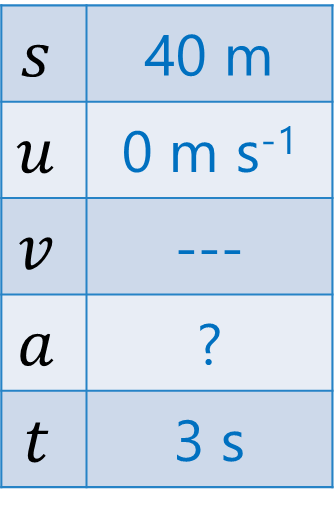 s 40 m
u 0 m s⁻¹
v ---
a ?
t 3 s